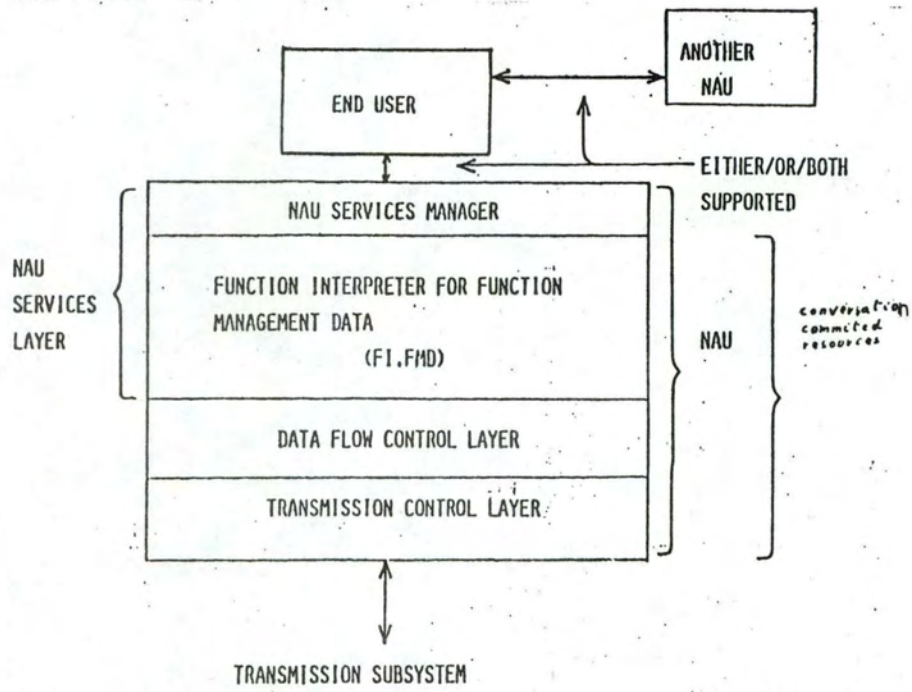 ANOTHER
NAU
END USER
EITHER/OR/BOTH
SUPPORTED
NAU SERVICES MANAGER
NAU
SERVICES
LAYER
FUNCTION INTERPRETER FOR FUNCTION
MANAGEMENT DATA
(FI.FMD)
NAU
conversation
commited
resources
DATA FLOW CONTROL LAYER
TRANSMISSION CONTROL LAYER
TRANSMISSION SUBSYSTEM